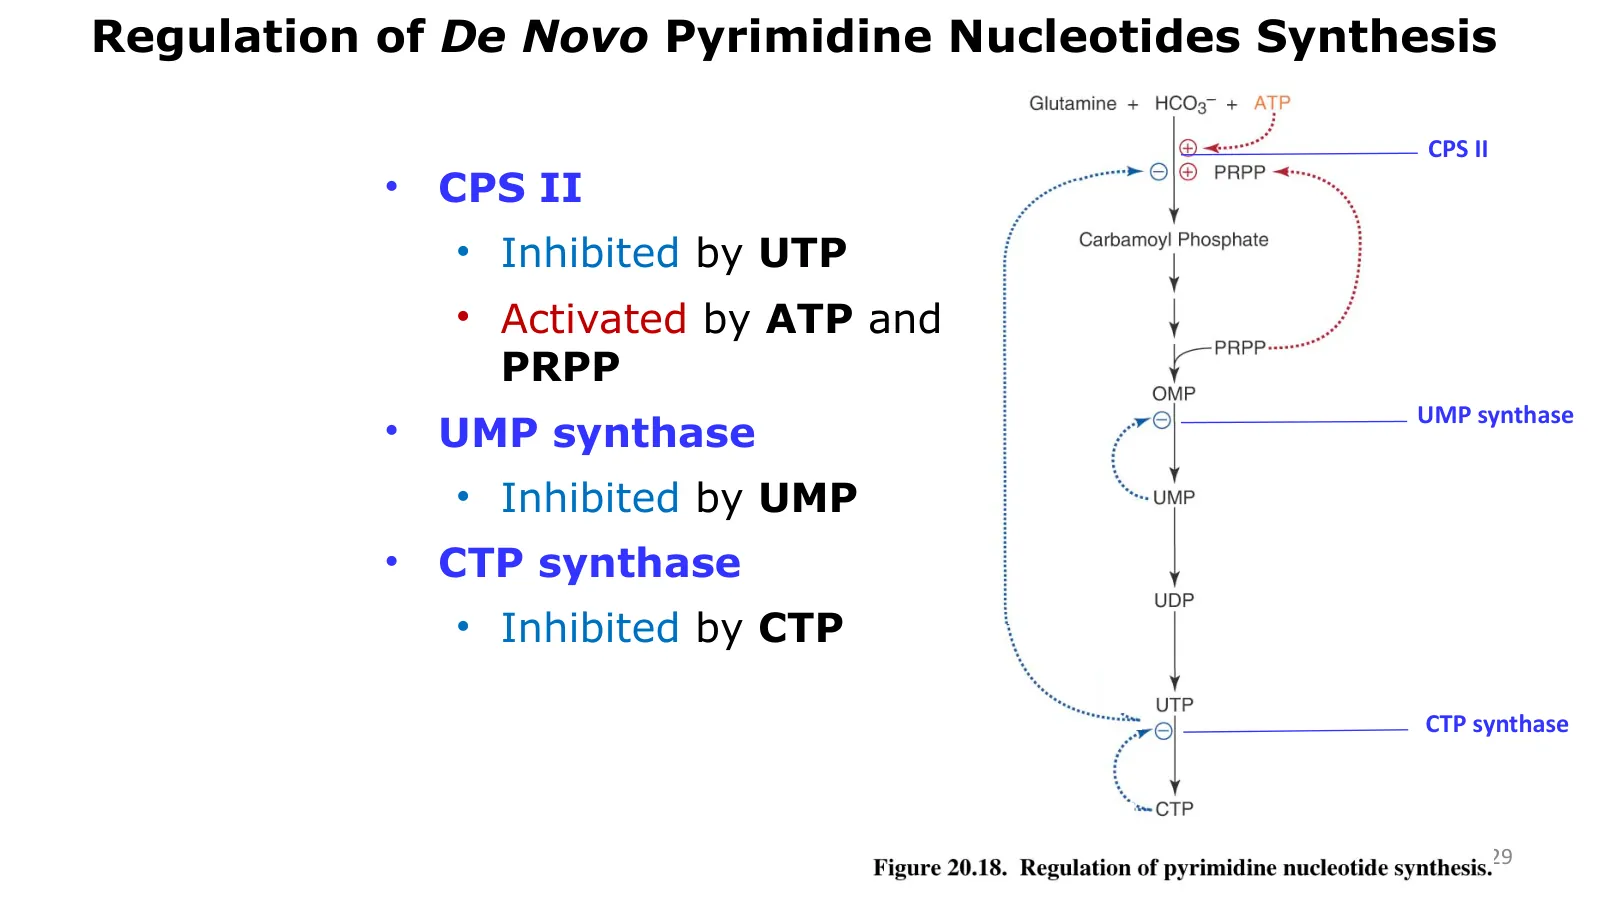 Regulation of De Novo Pyrimidine Nucleotides Synthesis
• CPS II
• Inhibited by UTP
• Activated by ATP and
PRPP
• UMP synthase
• Inhibited by UMP
• CTP synthase
• Inhibited by CTP
Glutamine + HCO₃⁻ + ATP
+
CPS II
− + PRPP
Carbamoyl Phosphate
PRPP
OMP
− UMP synthase
UMP
UDP
UTP
− CTP synthase
CTP
Figure 20.18. Regulation of pyrimidine nucleotide synthesis.
29